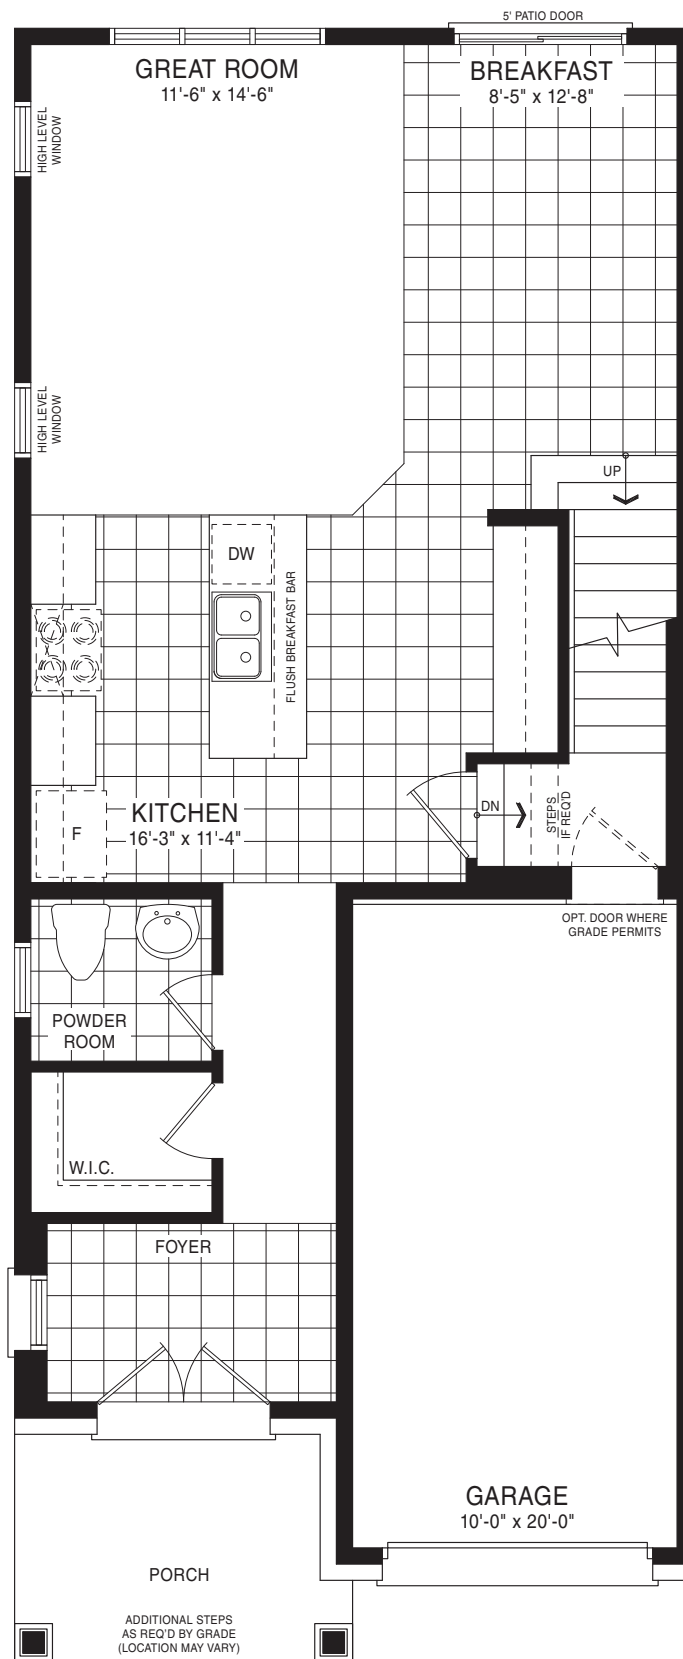 5' PATIO DOOR
GREAT ROOM
11'-6" x 14'-6"
BREAKFAST
8'-5" x 12'-8"
HIGH LEVEL
WINDOW
HIGH LEVEL
WINDOW
UP
DW
FLUSH BREAKFAST BAR
F
KITCHEN
16'-3" x 11'-4"
DN
STEPS
IF REQ'D
OPT. DOOR WHERE
GRADE PERMITS
POWDER
ROOM
W.I.C.
FOYER
GARAGE
10'-0" x 20'-0"
PORCH
ADDITIONAL STEPS
AS REQ'D BY GRADE
(LOCATION MAY VARY)